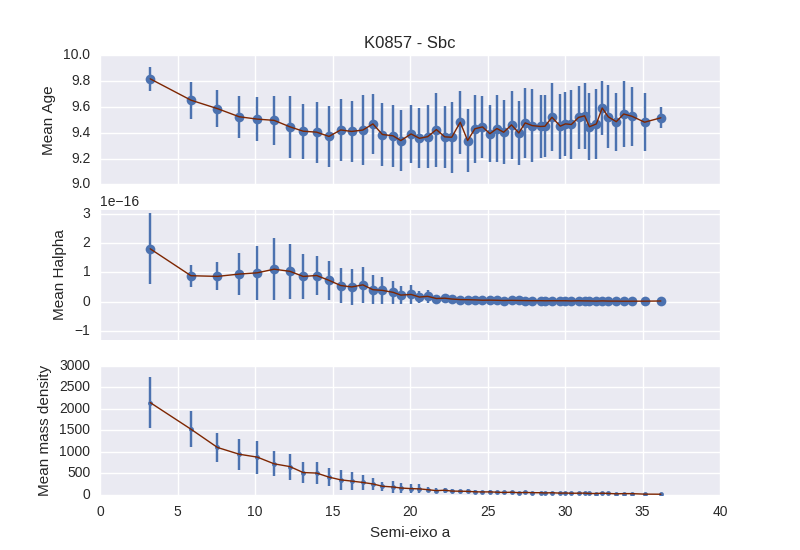 K0857 - Sbc
Mean Age
10.0
9.8
9.6
9.4
9.2
9.0
1e−16
Mean Halpha
3
2
1
0
−1
Mean mass density
3000
2500
2000
1500
1000
500
0
0 5 10 15 20 25 30 35 40
Semi-eixo a